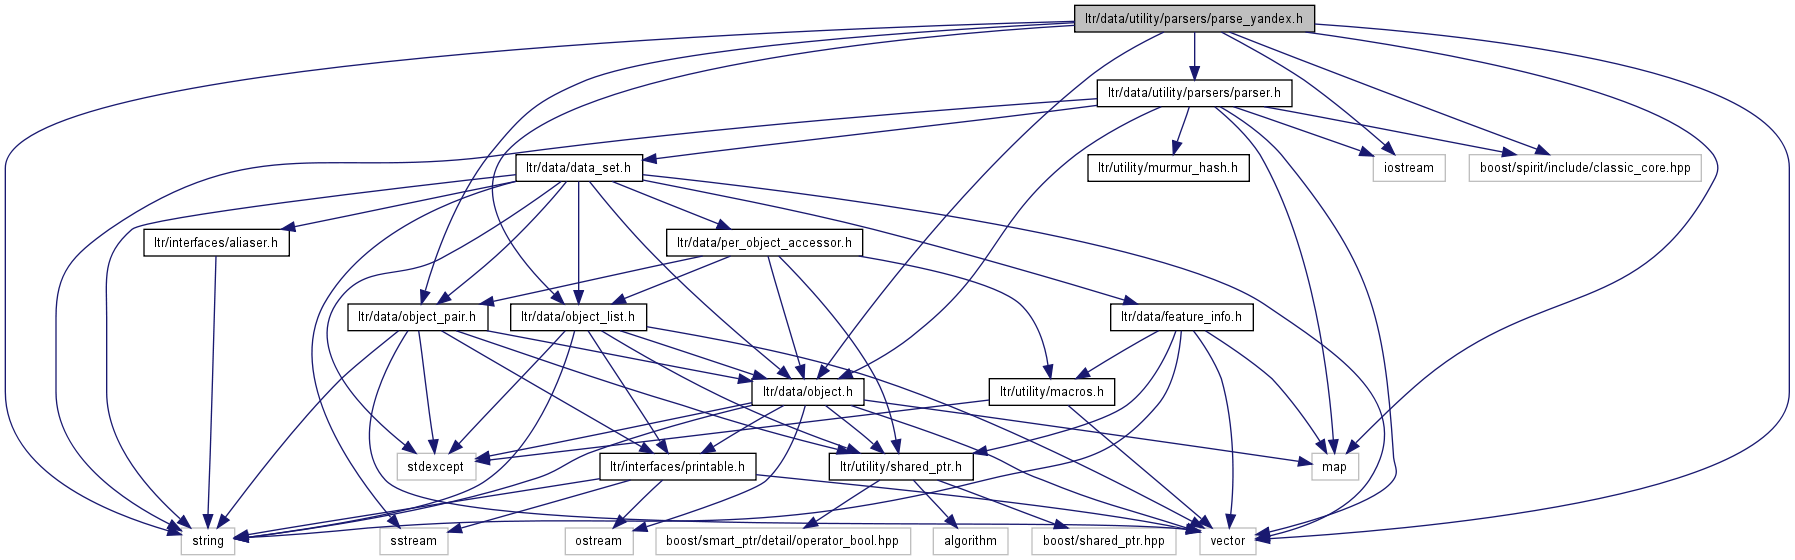 ltr/data/utility/parsers/parse_yandex.h
ltr/data/utility/parsers/parser.h
ltr/data/data_set.h
ltr/utility/murmur_hash.h
iostream
boost/spirit/include/classic_core.hpp
ltr/interfaces/aliaser.h
ltr/data/per_object_accessor.h
ltr/data/object_pair.h
ltr/data/object_list.h
ltr/data/feature_info.h
ltr/data/object.h
ltr/utility/macros.h
stdexcept
ltr/interfaces/printable.h
ltr/utility/shared_ptr.h
map
string
sstream
ostream
boost/smart_ptr/detail/operator_bool.hpp
algorithm
boost/shared_ptr.hpp
vector